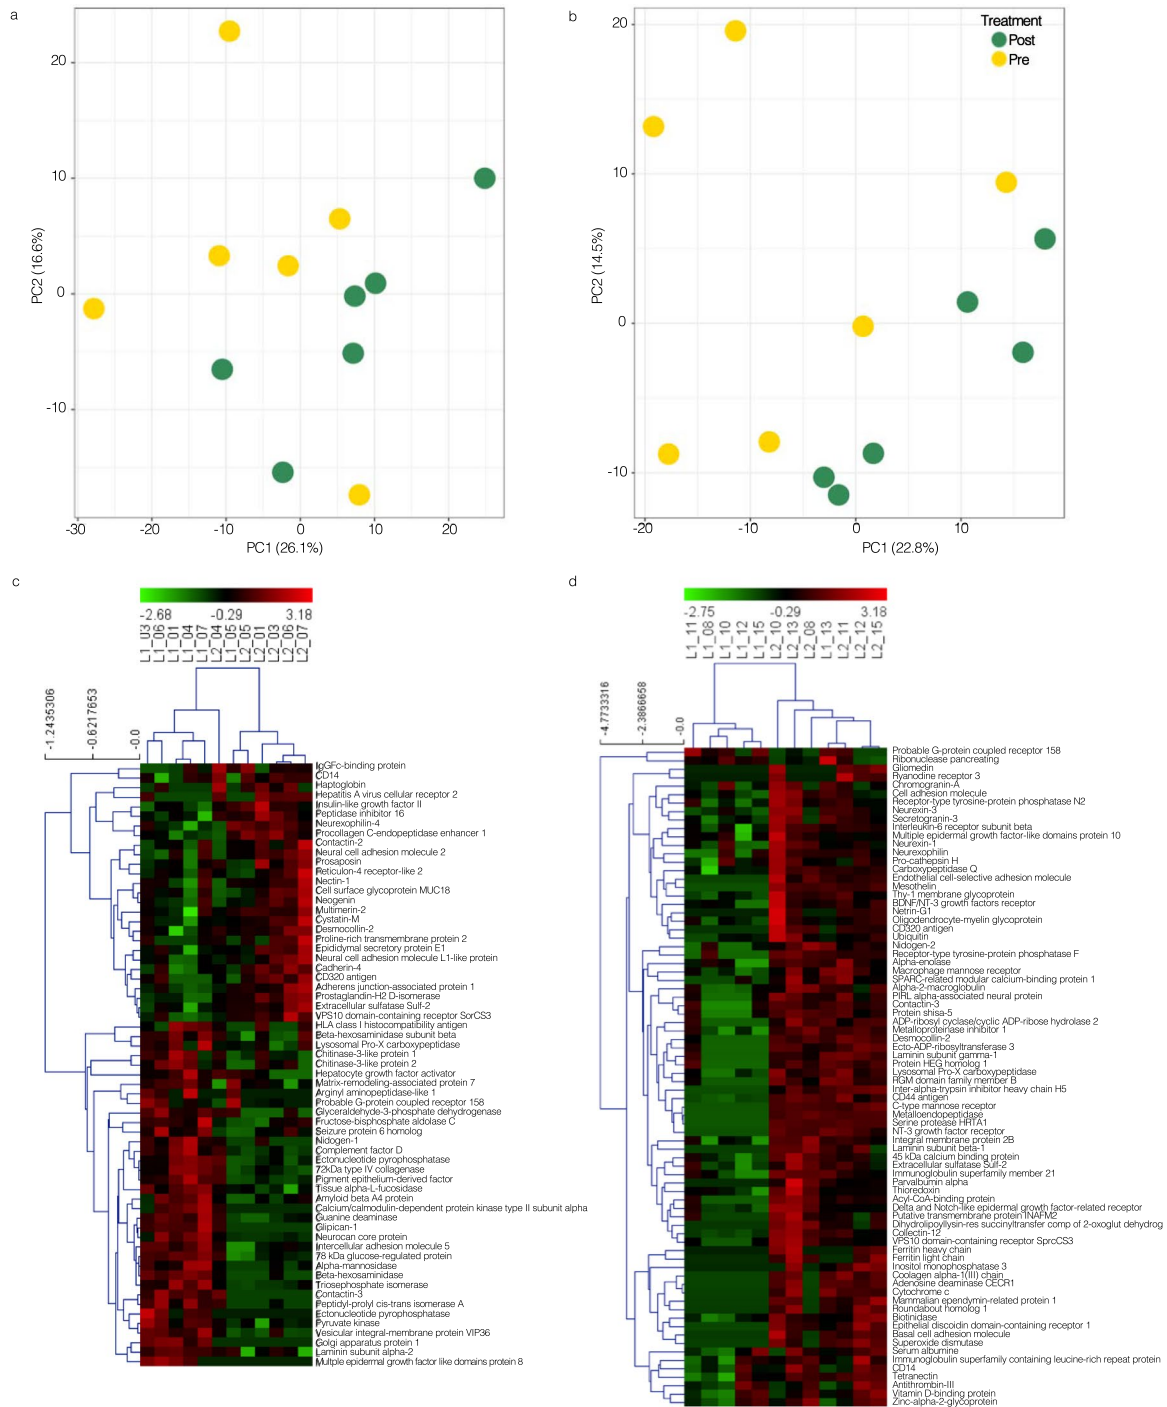 a
20
10
0
-10
PC2 (16.6%)
-30
-20
-10
0
10
20
PC1 (26.1%)
b
Treatment
Post
Pre
20
10
0
-10
PC2 (14.5%)
-20
-10
0
10
PC1 (22.8%)
c
-2.68 -0.29 3.18
L1_03
L1_06
L1_01
L1_04
L1_07
L2_04
L1_05
L2_05
L2_01
L2_03
L2_06
L2_07
-1.2435306
-0.6217653
-0.0
IgGFc-binding protein
CD14
Haptoglobin
Hepatitis A virus cellular receptor 2
Insulin-like growth factor II
Peptidase inhibitor 16
Neurexophilin-4
Procollagen C-endopeptidase enhancer 1
Contactin-2
Neural cell adhesion molecule 2
Prosaposin
Reticulon-4 receptor-like 2
Nectin-1
Cell surface glycoprotein MUC18
Neogenin
Multimerin-2
Cystatin-M
Desmocollin-2
Proline-rich transmembrane protein 2
Epididymal secretory protein E1
Neural cell adhesion molecule L1-like protein
Cadherin-4
CD320 antigen
Adherens junction-associated protein 1
Prostaglandin-H2 D-isomerase
Extracellular sulfatase Sulf-2
VPS10 domain-containing receptor SorCS3
HLA class I histocompatibility antigen
Beta-hexosaminidase subunit beta
Lysosomal Pro-X carboxypeptidase
Chitinase-3-like protein 1
Chitinase-3-like protein 2
Hepatocyte growth factor activator
Matrix-remodeling-associated protein 7
Arginyl aminopeptidase-like 1
Probable G-protein coupled receptor 158
Glyceraldehyde-3-phosphate dehydrogenase
Fructose-bisphosphate aldolase C
Seizure protein 6 homolog
Nidogen-1
Complement factor D
Ectonucleotide pyrophosphatase
72kDa type IV collagenase
Pigment epithelium-derived factor
Tissue alpha-L-fucosidase
Amyloid beta A4 protein
Calcium/calmodulin-dependent protein kinase type II subunit alpha
Guanine deaminase
Glipican-1
Neurocan core protein
Intercellular adhesion molecule 5
78 kDa glucose-regulated protein
Alpha-mannosidase
Beta-hexosaminidase
Triosephosphate isomerase
Contactin-3
Peptidyl-prolyl cis-trans isomerase A
Ectonucleotide pyrophosphatase
Pyruvate kinase
Vesicular integral-membrane protein VIP36
Golgi apparatus protein 1
Laminin subunit alpha-2
Multple epidermal growth factor like domains protein 8
d
-2.75 -0.29 3.18
L1_11
L1_08
L1_10
L1_12
L1_15
L2_10
L2_13
L2_08
L1_13
L2_11
L2_12
L2_15
-4.7733316
-2.3866658
-0.0
Probable G-protein coupled receptor 158
Ribonuclease pancreating
Gliomedin
Ryanodine receptor 3
Chromogranin-A
Cell adhesion molecule
Receptor-type tyrosine-protein phosphatase N2
Neurexin-3
Secretogranin-3
Interleukin-6 receptor subunit beta
Multiple epidermal growth factor-like domains protein 10
Neurexin-1
Neurexophilin
Pro-cathepsin H
Carboxypeptidase Q
Endothelial cell-selective adhesion molecule
Mesothelin
Thy-1 membrane glycoprotein
BDNF/NT-3 growth factors receptor
Netrin-G1
Oligodendrocyte-myelin glycoprotein
CD320 antigen
Ubiquitin
Nidogen-2
Receptor-type tyrosine-protein phosphatase F
Alpha-enolase
Macrophage mannose receptor
SPARC-related modular calcium-binding protein 1
Alpha-2-macroglobulin
PIRL alpha-associated neural protein
Contactin-3
Protein shisa-5
ADP-ribosyl cyclase/cyclic ADP-ribose hydrolase 2
Metalloproteinase inhibitor 1
Desmocollin-2
Ecto-ADP-ribosyltransferase 3
Laminin subunit gamma-1
Protein HEG homolog 1
Lysosomal Pro-X carboxypeptidase
RGM domain family member B
Inter-alpha-trypsin inhibitor heavy chain H5
CD44 antigen
C-type mannose receptor
Metalloendopeptidase
Serine protease HRTA1
NT-3 growth factor receptor
Integral membrane protein 2B
Laminin subunit beta-1
45 kDa calcium binding protein
Extracellular sulfatase Sulf-2
Immunoglobulin superfamily member 21
Parvalbumin alpha
Thioredoxin
Acyl-CoA-binding protein
Delta and Notch-like epidermal growth factor-related receptor
Putative transmembrane protein INAFM2
Dihydrolipoyllysin-res succinyltransfer comp of 2-oxoglut dehydrog
Collectin-12
VPS10 domain-containing receptor SprcCS3
Ferritin heavy chain
Ferritin light chain
Inositol monophosphatase 3
Coolagen alpha-1(III) chain
Adenosine deaminase CECR1
Cytochrome c
Mammalian ependymin-related protein 1
Roundabout homolog 1
Biotinidase
Epithelial discoidin domain-containing receptor 1
Basal cell adhesion molecule
Superoxide dismutase
Serum albumine
Immunoglobulin superfamily containing leucine-rich repeat protein
CD14
Tetranectin
Antithrombin-III
Vitamin D-binding protein
Zinc-alpha-2-glycoprotein